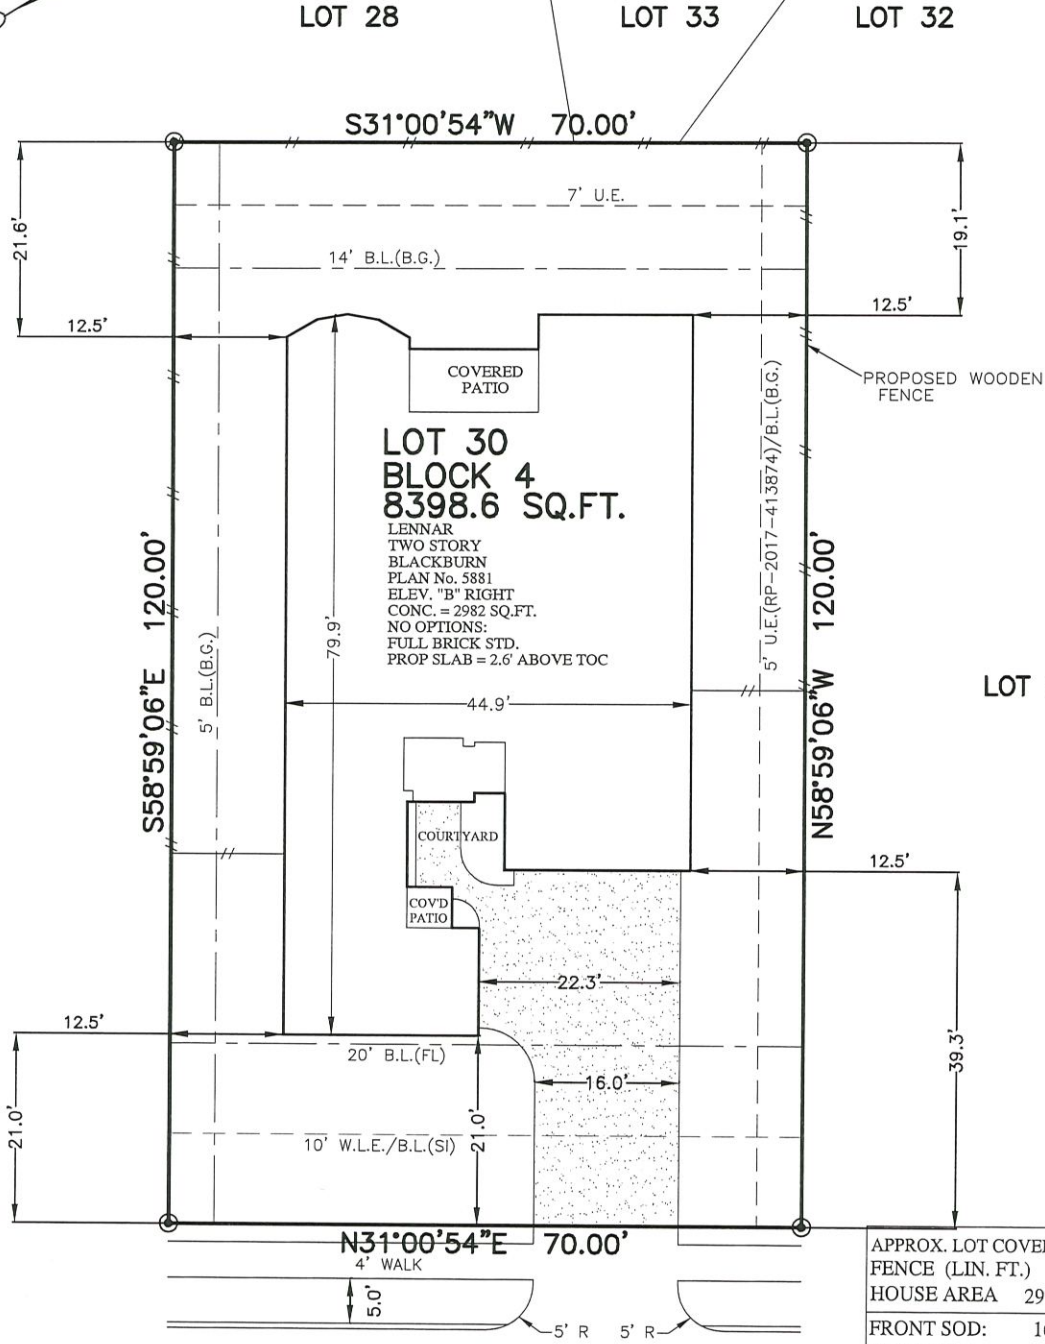 LOT 28
LOT 33
LOT 32
S31°00'54"W 70.00'
7' U.E.
14' B.L.(B.G.)
21.6'
19.1'
12.5'
12.5'
COVERED
PATIO
PROPOSED WOODEN
FENCE
LOT 30
BLOCK 4
8398.6 SQ.FT.
LENNAR
TWO STORY
BLACKBURN
PLAN No. 5881
ELEV. "B" RIGHT
CONC. = 2982 SQ.FT.
NO OPTIONS:
FULL BRICK STD.
PROP SLAB = 2.6' ABOVE TOC
S58°59'06"E 120.00'
5' B.L.(B.G.)
79.9'
44.9'
5' U.E.(RP-2017-413874)/B.L.(B.G.)
N58°59'06"W 120.00'
LOT
COURTYARD
COV'D
PATIO
12.5'
22.3'
12.5'
20' B.L.(FL)
16.0'
39.3'
21.0'
10' W.L.E./B.L.(SI)
21.0'
N31°00'54"E 70.00'
4' WALK
5.0'
5' R
5' R
APPROX. LOT COVE
FENCE (LIN. FT.)
HOUSE AREA 29
FRONT SOD: